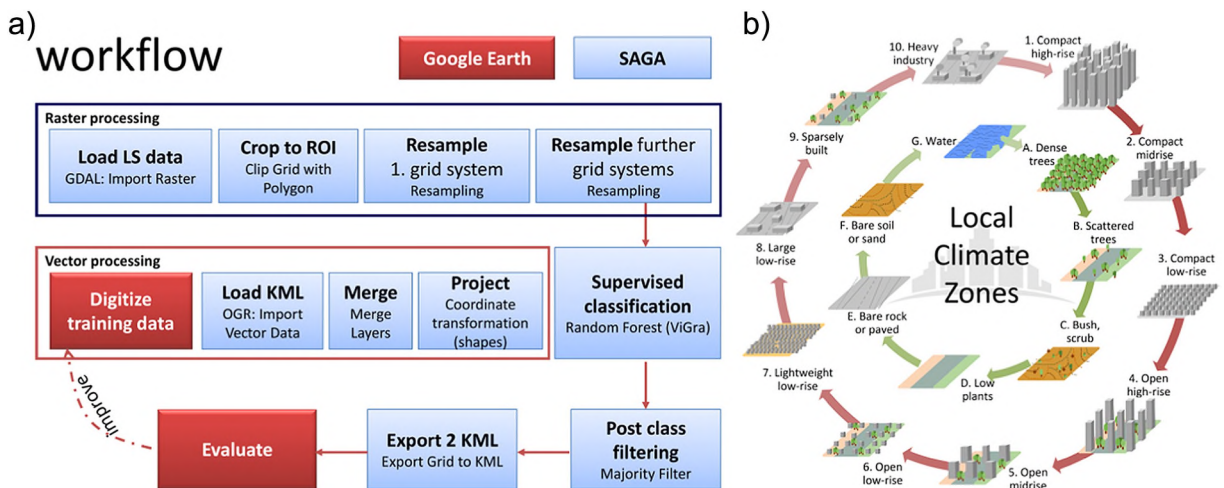 a)
workflow
Google Earth
SAGA
Raster processing
Load LS data
GDAL: Import Raster
Crop to ROI
Clip Grid with
Polygon
Resample
1. grid system
Resampling
Resample further
grid systems
Resampling
Vector processing
Digitize
training data
Load KML
OGR: Import
Vector Data
Merge
Merge
Layers
Project
Coordinate
transformation
(shapes)
Supervised
classification
Random Forest (ViGra)
improve
Evaluate
Export 2 KML
Export Grid to KML
Post class
filtering
Majority Filter
b)
Local
Climate
Zones
1. Compact
high-rise
2. Compact
midrise
3. Compact
low-rise
4. Open
high-rise
5. Open
midrise
6. Open
low-rise
7. Lightweight
low-rise
8. Large
low-rise
9. Sparsely
built
10. Heavy
industry
A. Dense
trees
B. Scattered
trees
C. Bush,
scrub
D. Low
plants
E. Bare rock
or paved
F. Bare soil
or sand
G. Water